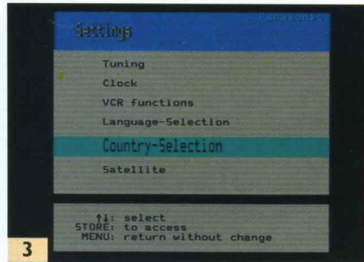 Panasonic
Settings
Tuning
Clock
VCR functions
Language-Selection
Country-Selection
Satellite
↑↓: select
STORE: to access
MENU: return without change
3